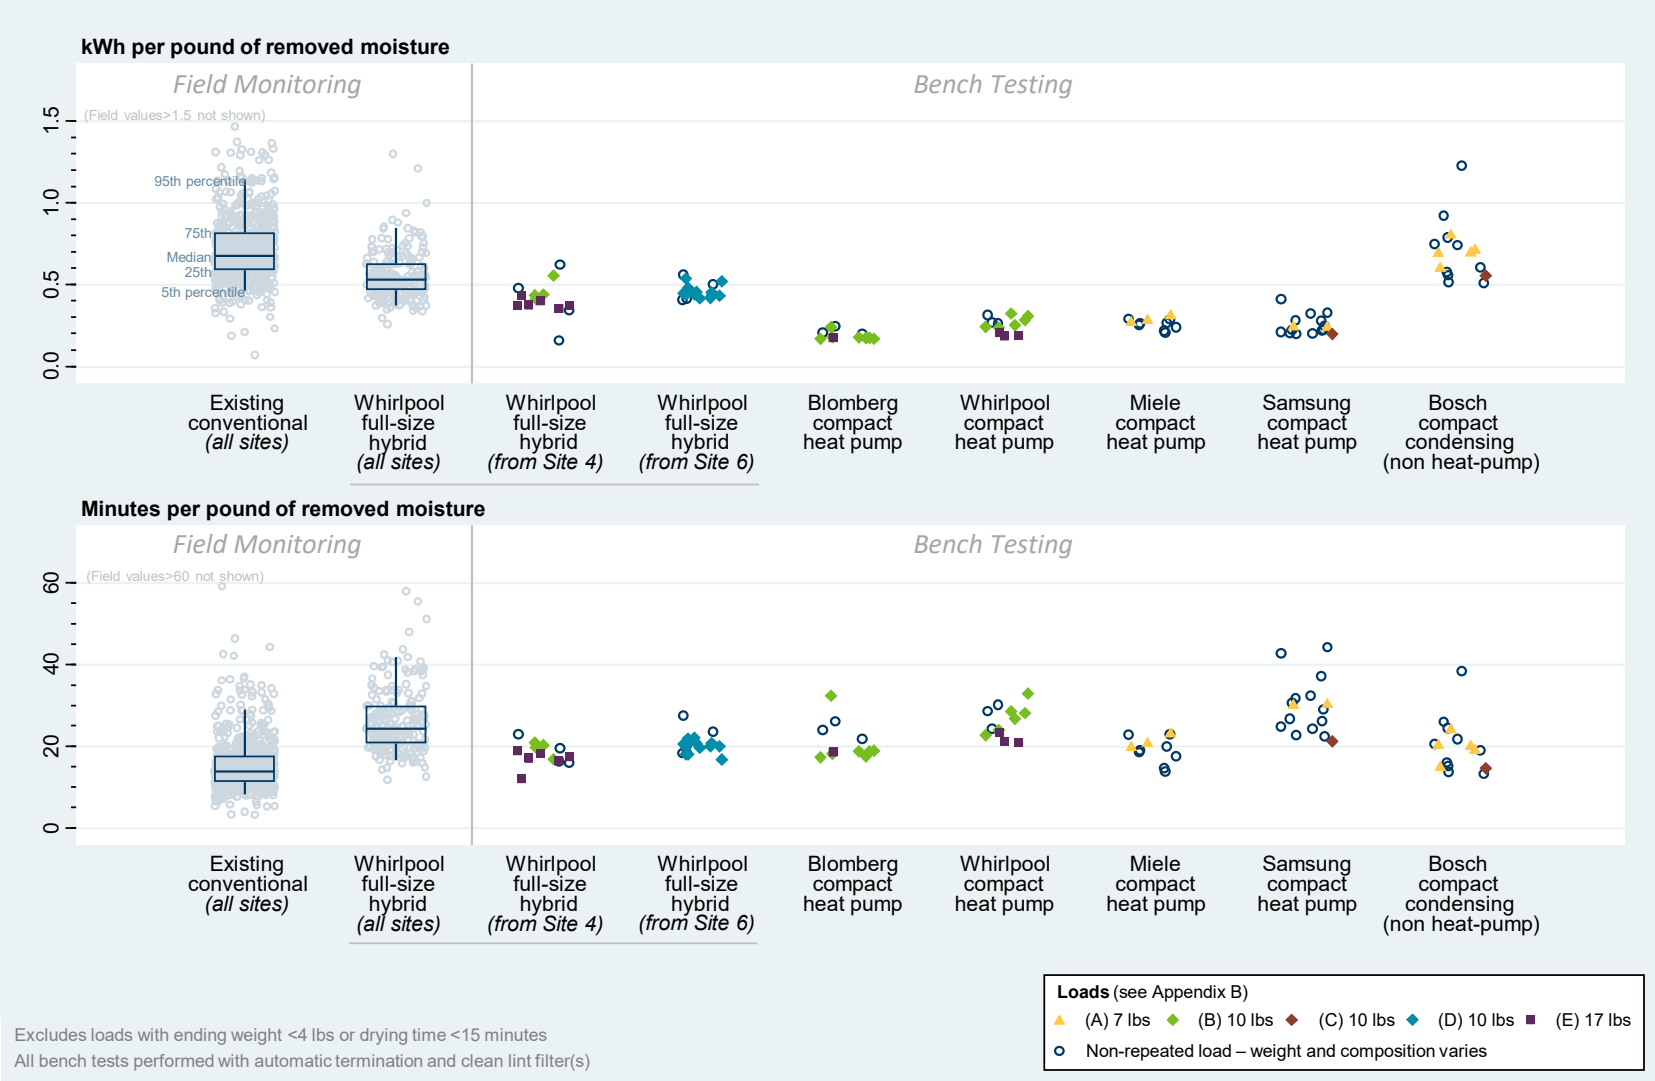 kWh per pound of removed moisture
Field Monitoring
Bench Testing
(Field values>1.5 not shown)
1.5
1.0
0.5
0.0
95th percentile
75th
Median
25th
5th percentile
Existing
conventional
(all sites)
Whirlpool
full-size
hybrid
(all sites)
Whirlpool
full-size
hybrid
(from Site 4)
Whirlpool
full-size
hybrid
(from Site 6)
Blomberg
compact
heat pump
Whirlpool
compact
heat pump
Miele
compact
heat pump
Samsung
compact
heat pump
Bosch
compact
condensing
(non heat-pump)
Minutes per pound of removed moisture
Field Monitoring
Bench Testing
(Field values>60 not shown)
60
40
20
0
Existing
conventional
(all sites)
Whirlpool
full-size
hybrid
(all sites)
Whirlpool
full-size
hybrid
(from Site 4)
Whirlpool
full-size
hybrid
(from Site 6)
Blomberg
compact
heat pump
Whirlpool
compact
heat pump
Miele
compact
heat pump
Samsung
compact
heat pump
Bosch
compact
condensing
(non heat-pump)
Loads (see Appendix B)
(A) 7 lbs (B) 10 lbs (C) 10 lbs (D) 10 lbs (E) 17 lbs
Non-repeated load – weight and composition varies
Excludes loads with ending weight <4 lbs or drying time <15 minutes
All bench tests performed with automatic termination and clean lint filter(s)